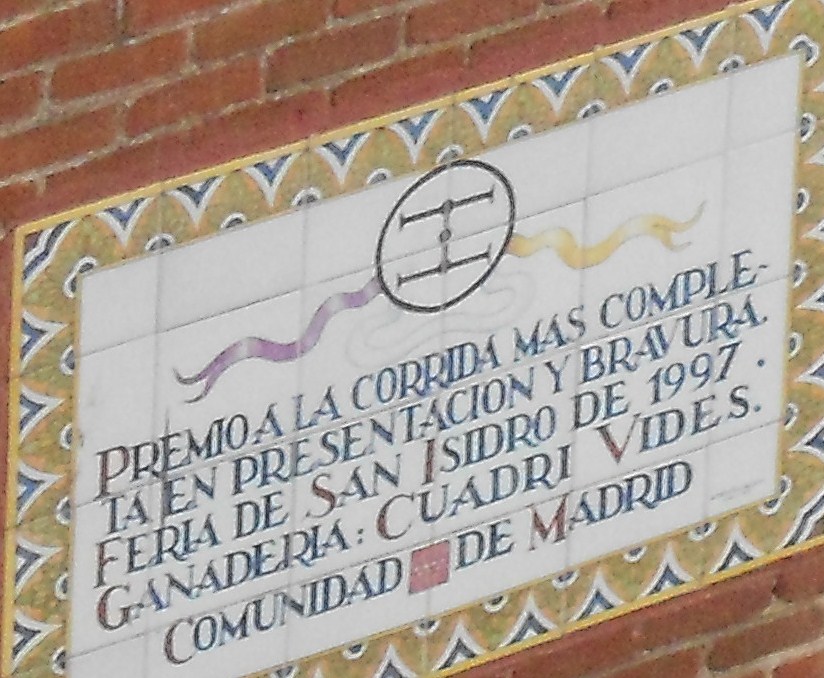 PREMIO A LA CORRIDA MAS COMPLE-
TA EN PRESENTACION Y BRAVURA.
FERIA DE SAN ISIDRO DE 1997.
GANADERIA: CUADRI VIDES.
COMUNIDAD DE MADRID